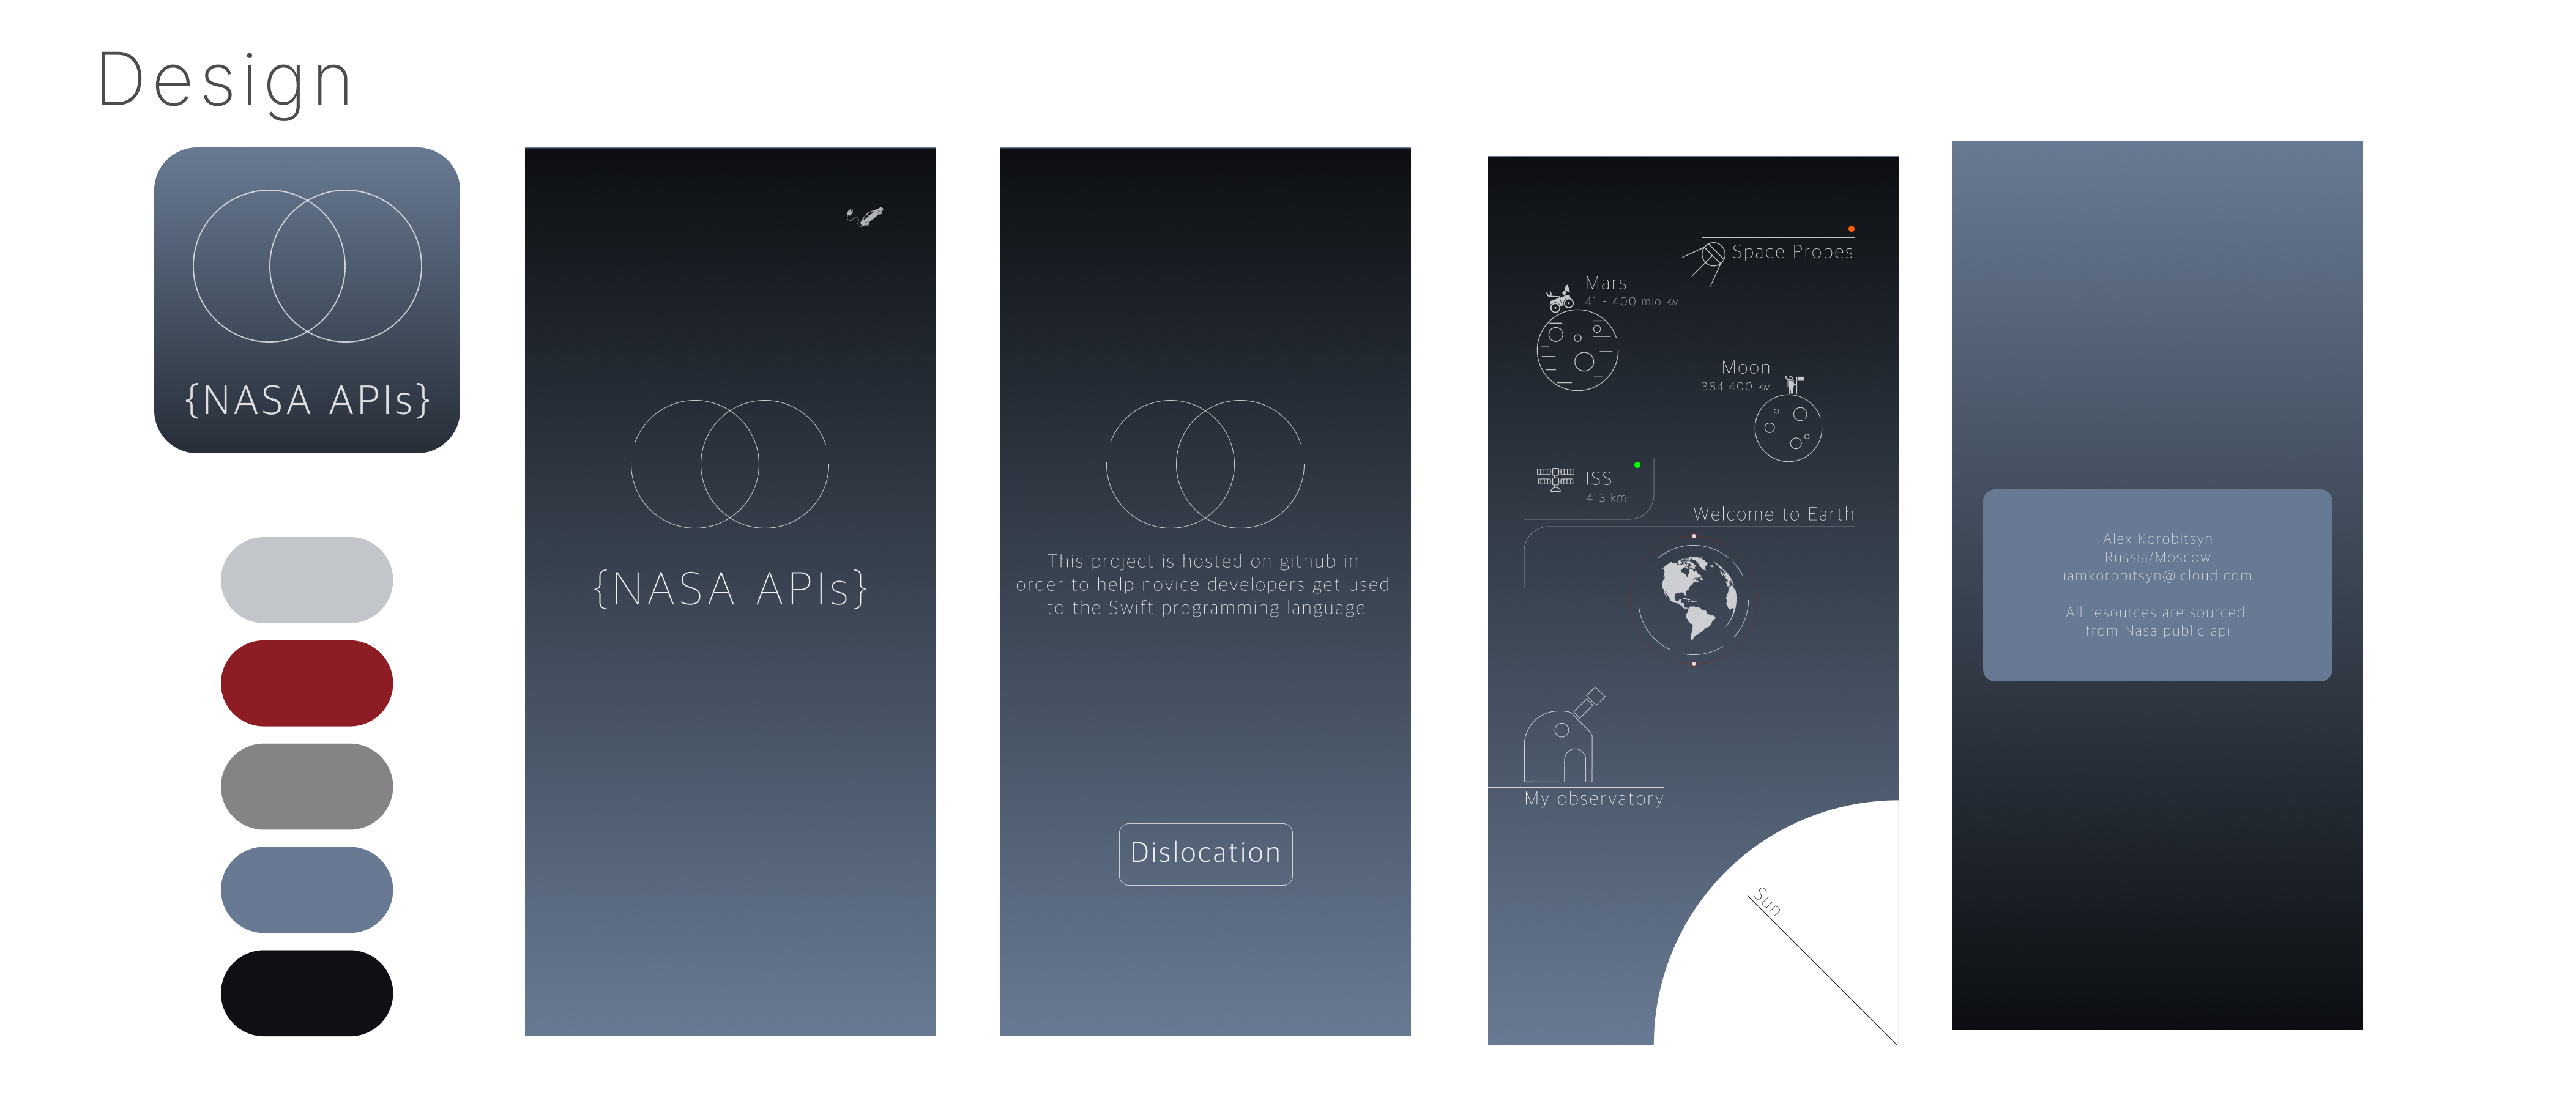 Design
{NASA APIs}
{NASA APIs}
This project is hosted on github in
order to help novice developers get used
to the Swift programming language
Dislocation
Space Probes
Mars
41 - 400 mio км
Moon
384 400 км
ISS
413 km
Welcome to Earth
My observatory
Sun
Alex Korobitsyn
Russia/Moscow
iamkorobitsyn@icloud.com
All resources are sourced
from Nasa public api